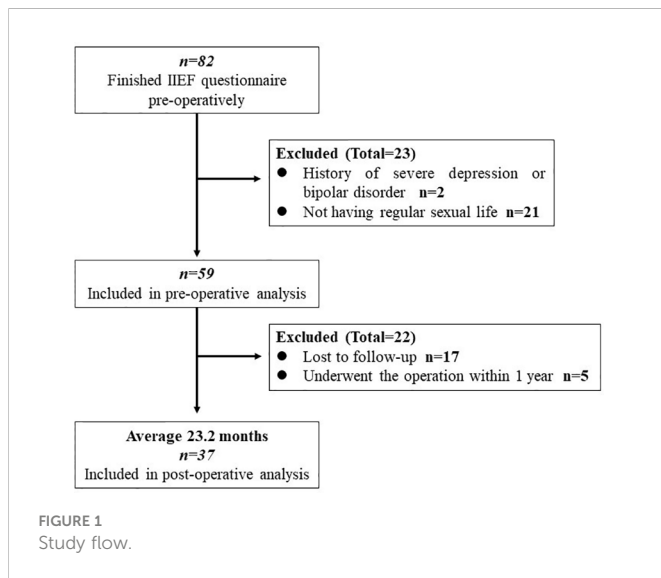 n=82
Finished IIEF questionnaire
pre-operatively
Excluded (Total=23)
● History of severe depression or
bipolar disorder n=2
● Not having regular sexual life n=21
n=59
Included in pre-operative analysis
Excluded (Total=22)
● Lost to follow-up n=17
● Underwent the operation within 1 year n=5
Average 23.2 months
n=37
Included in post-operative analysis
FIGURE 1
Study flow.